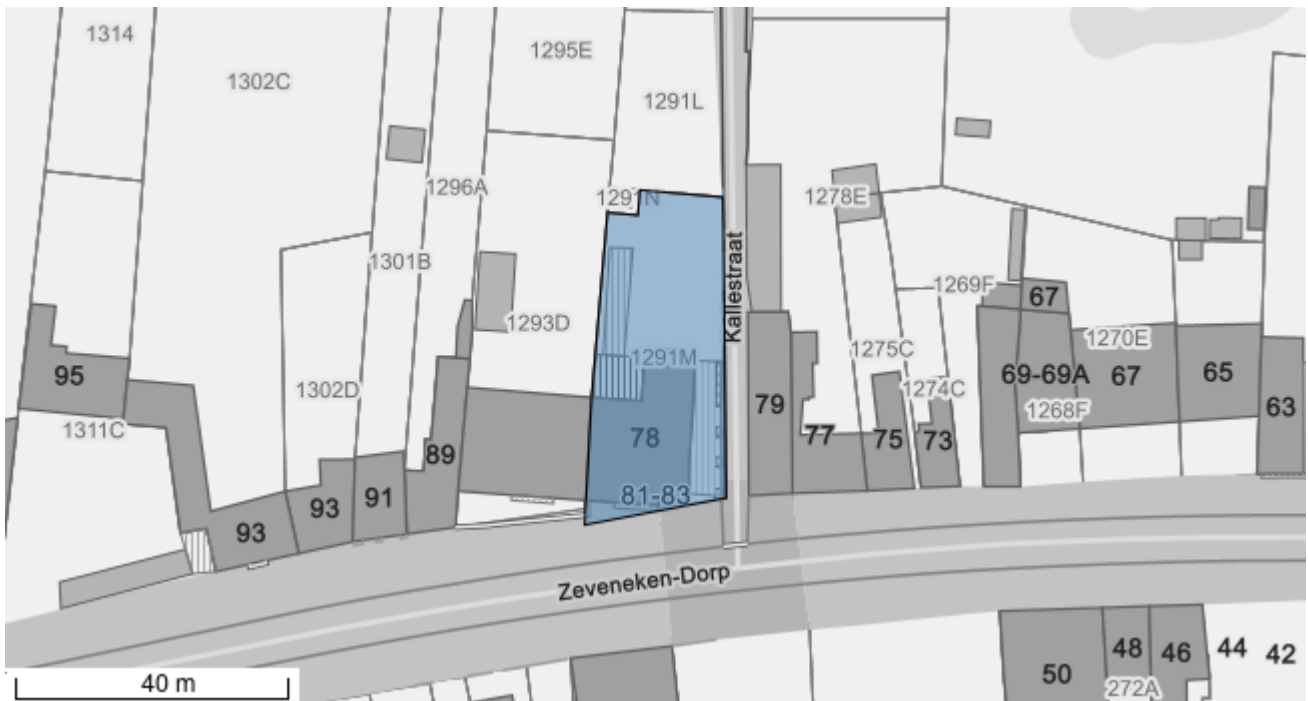 1314
1302C
1295E
1291L
1296A
1291N
1278E
1301B
Kallestraat
1269F
1293D
67
1275C
1270E
95
1302D
1291M
79
1274C
69-69A
67
65
63
1311C
89
78
77
75
73
1268F
93
93
91
81-83
Zeveneken-Dorp
50
48
46
44
42
272A
40 m